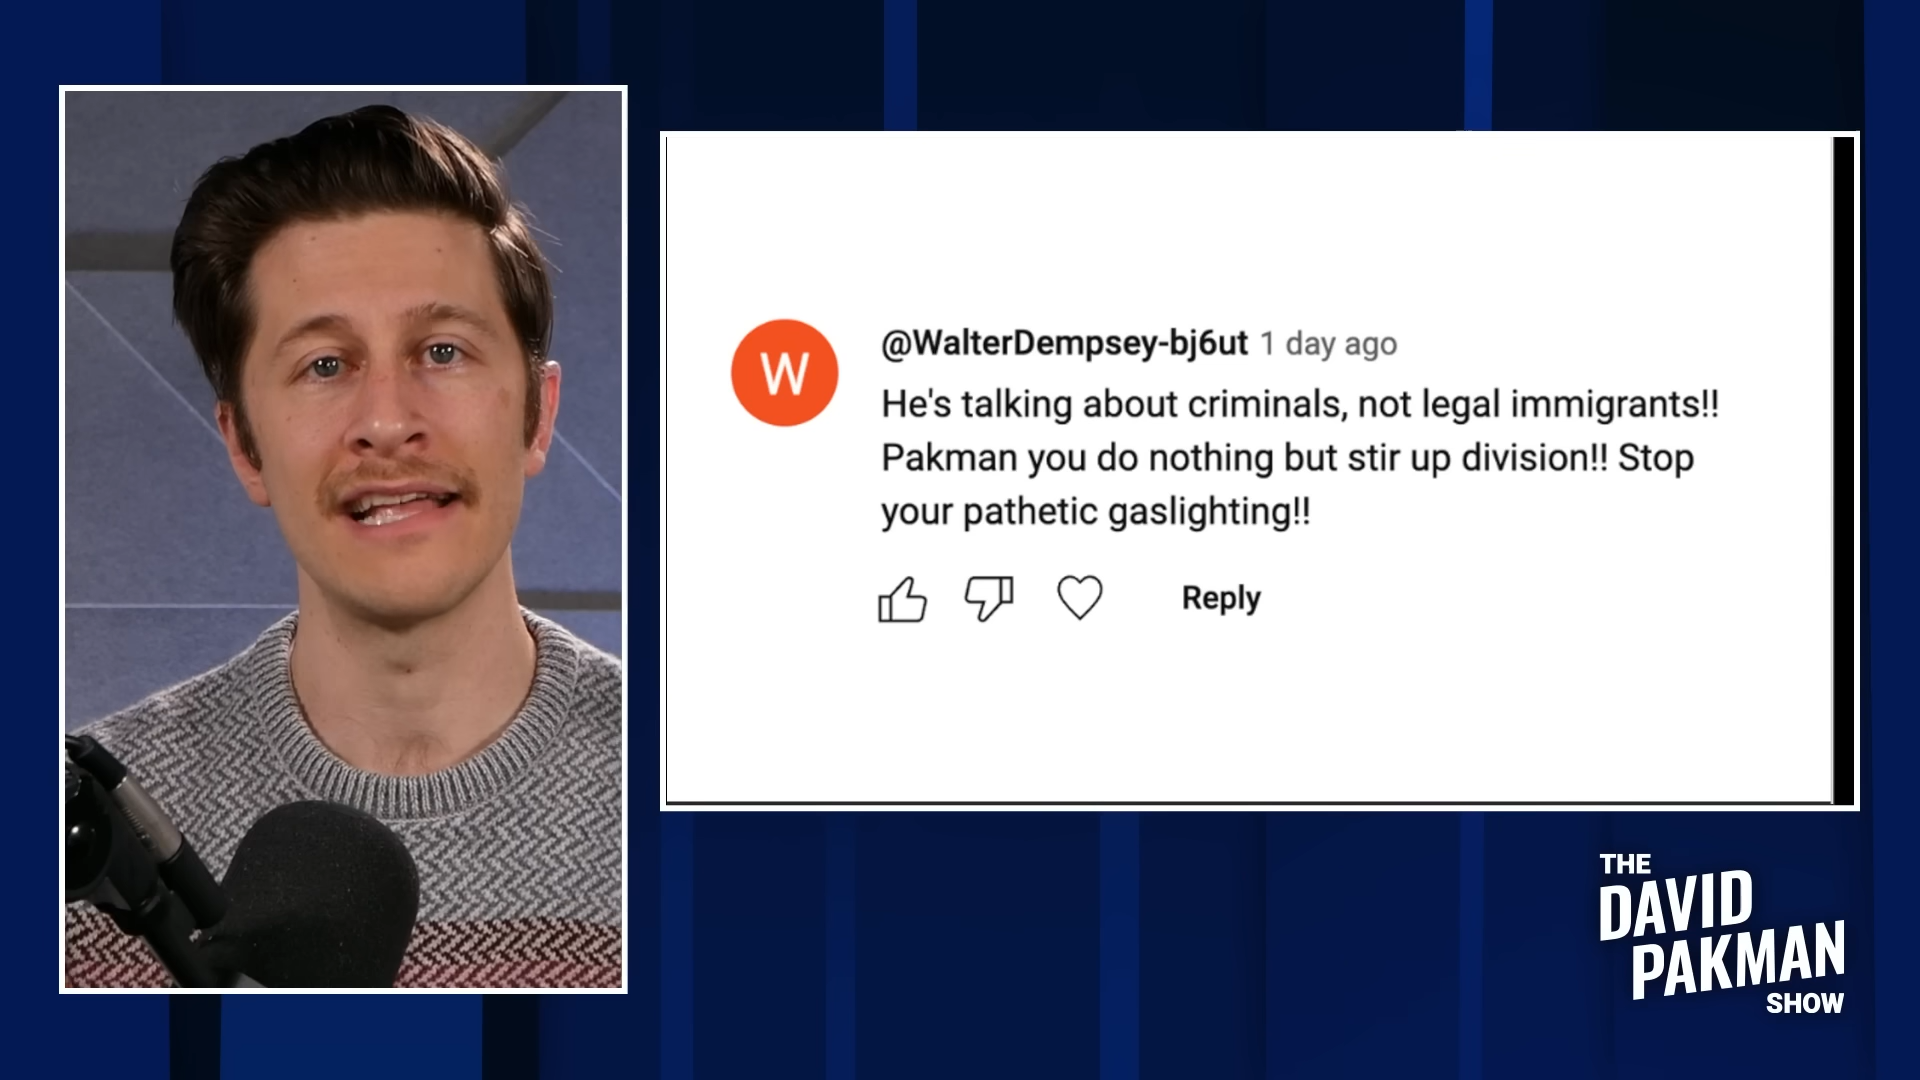 W
@WalterDempsey-bj6ut 1 day ago
He's talking about criminals, not legal immigrants!!
Pakman you do nothing but stir up division!! Stop
your pathetic gaslighting!!
Reply
THE
DAVID
PAKMAN
SHOW